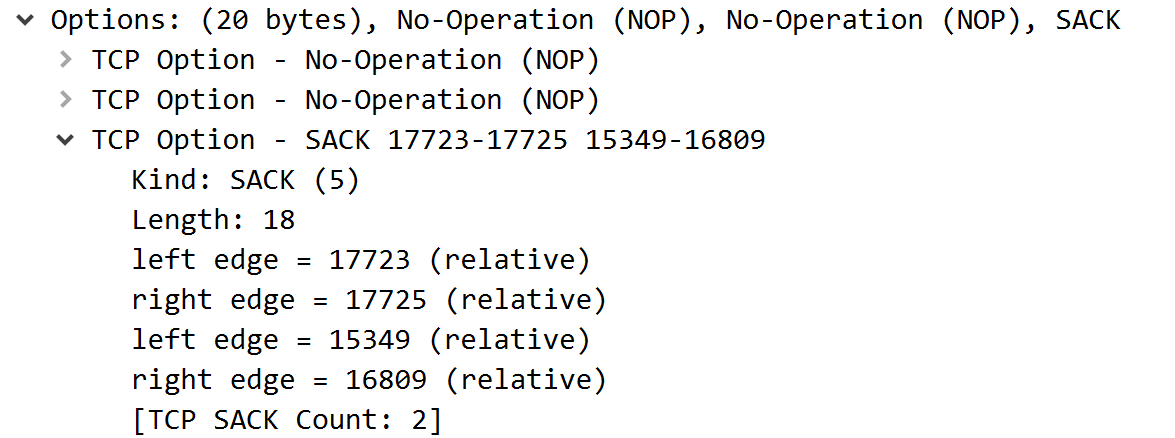 Options: (20 bytes), No-Operation (NOP), No-Operation (NOP), SACK
TCP Option - No-Operation (NOP)
TCP Option - No-Operation (NOP)
TCP Option - SACK 17723-17725 15349-16809
Kind: SACK (5)
Length: 18
left edge = 17723 (relative)
right edge = 17725 (relative)
left edge = 15349 (relative)
right edge = 16809 (relative)
[TCP SACK Count: 2]